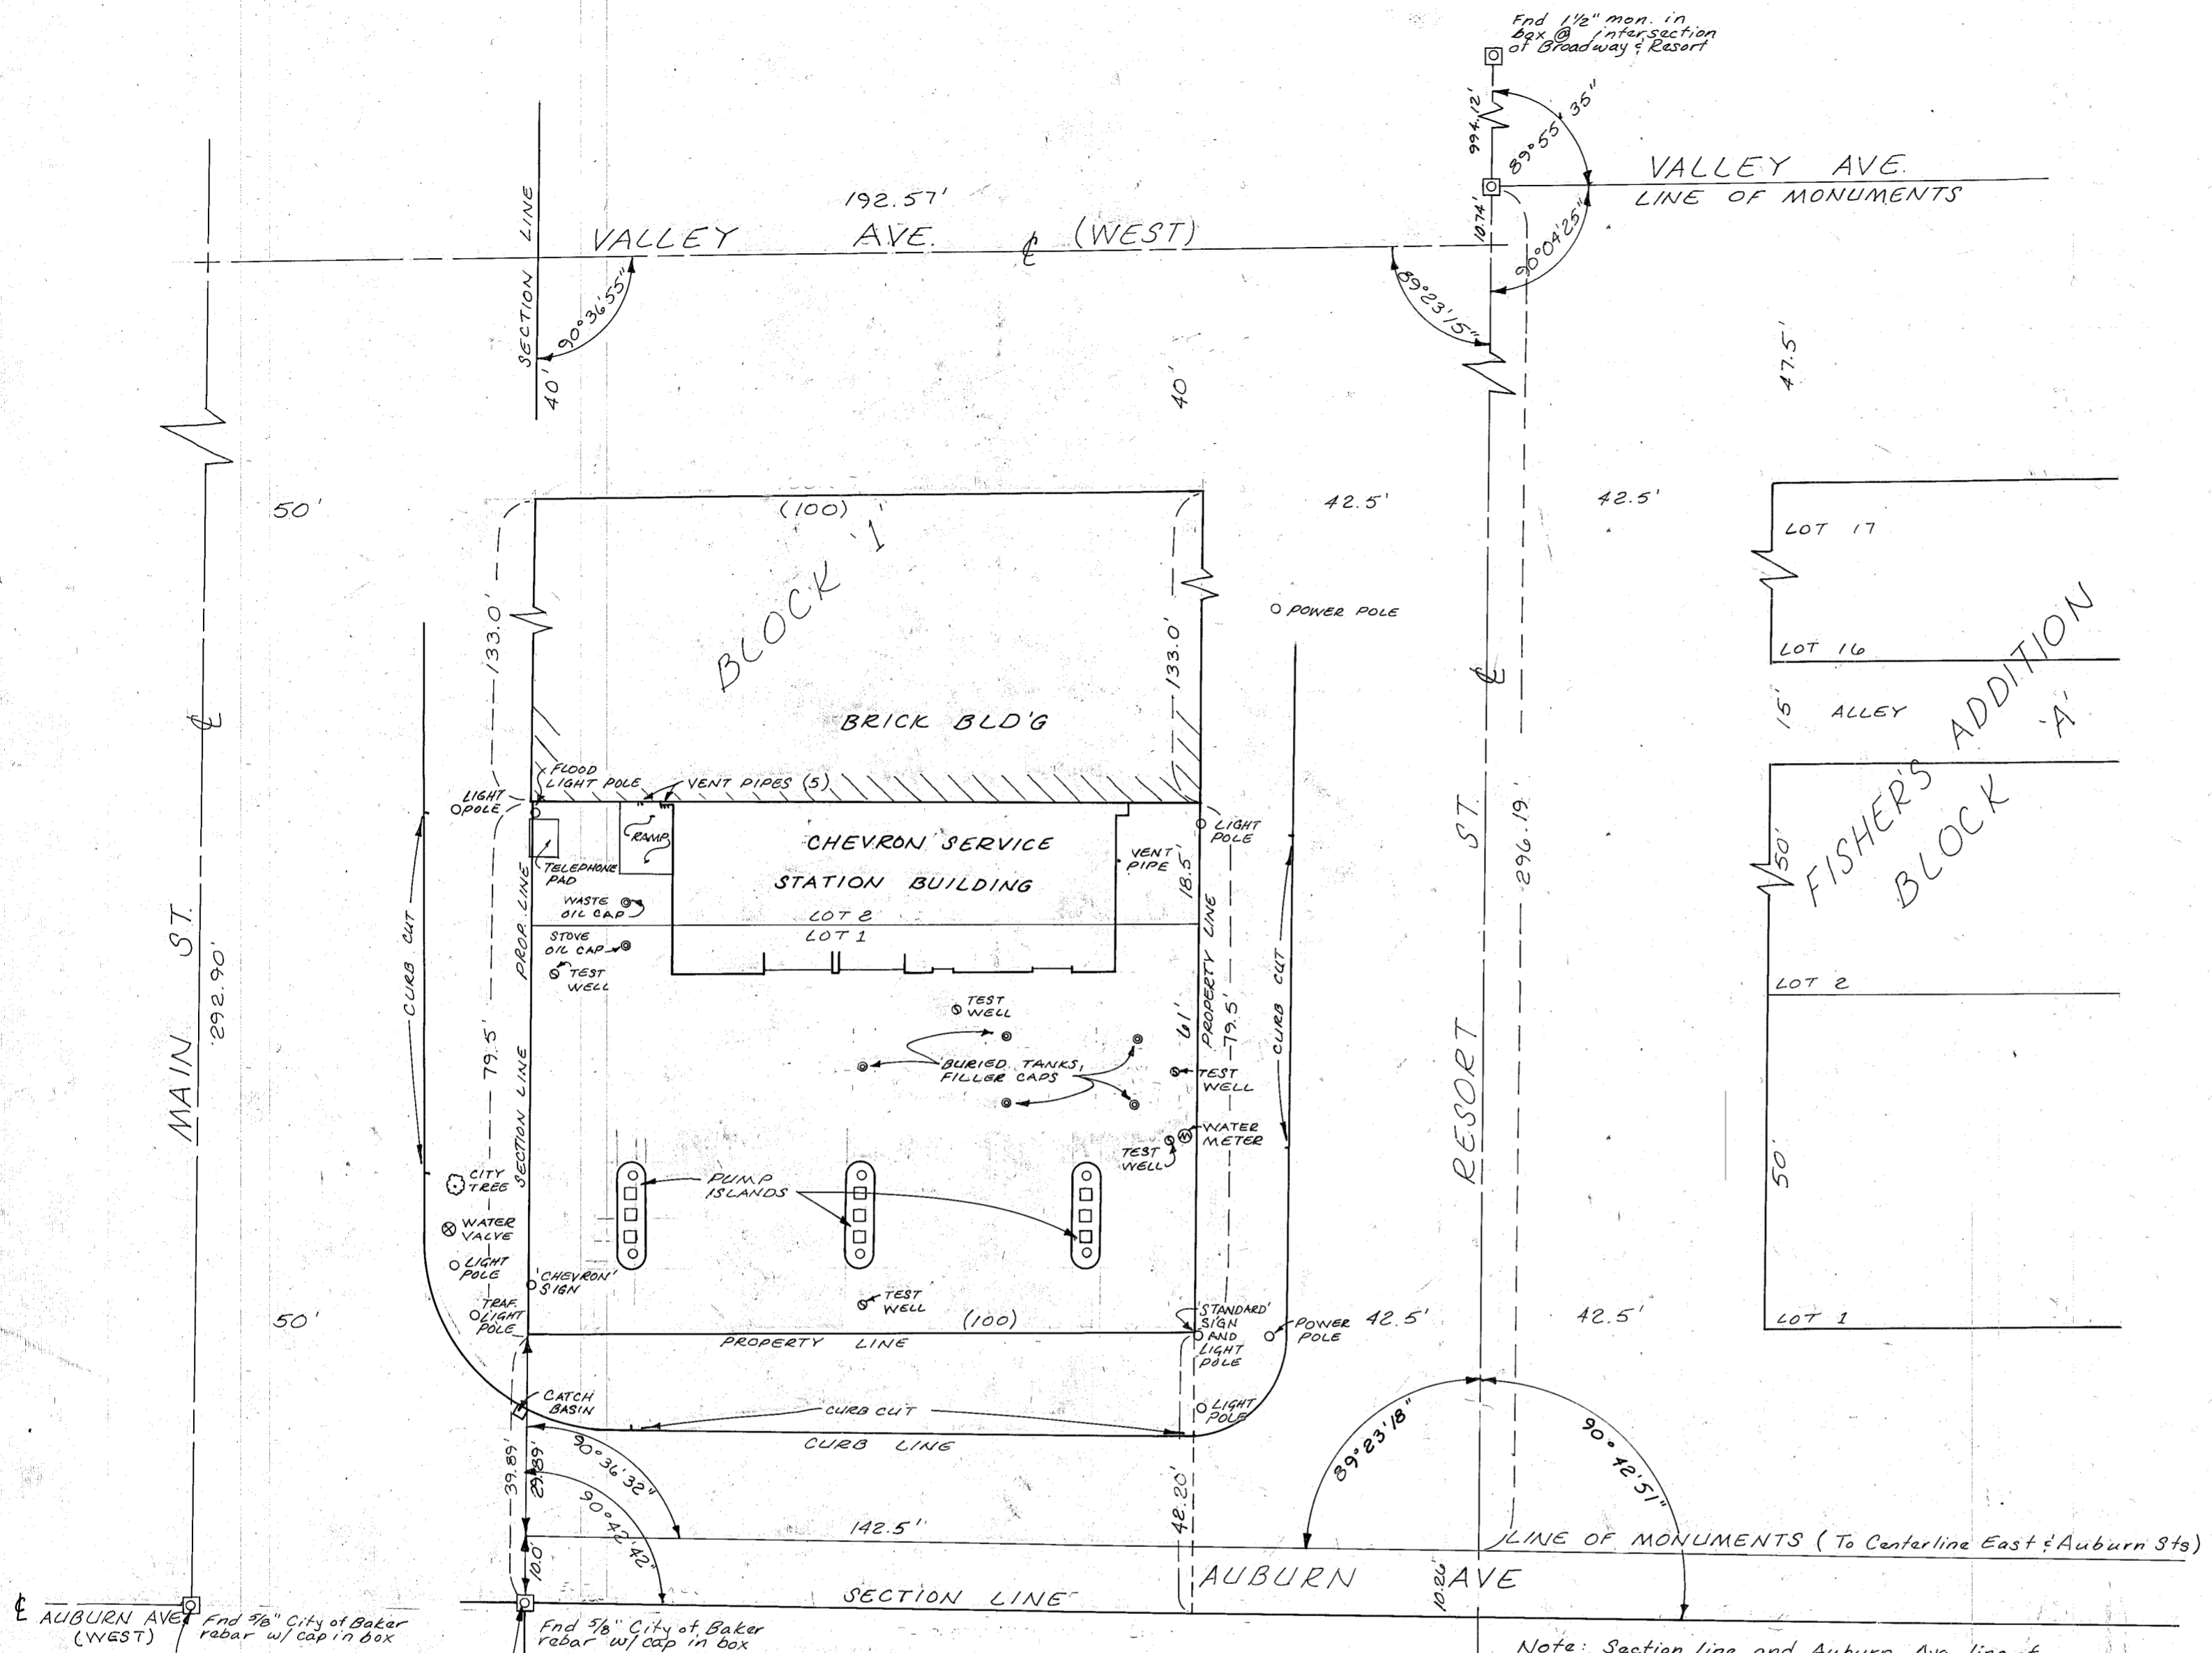 Fnd 1½" mon. in
box @ intersection
of Broadway & Resort
994.12'
89°55'35"
VALLEY AVE.
LINE OF MONUMENTS
10.74'
90°04'25"
192.57'
VALLEY AVE. ℄ (WEST)
SECTION LINE
90°36'55"
89°23'15"
40'
40'
47.5'
50'
(100)
42.5'
42.5'
LOT 17
BLOCK '1'
133.0'
133.0'
POWER POLE
LOT 16
℄
℄
15'
ALLEY
FISHER'S ADDITION
BLOCK 'A'
BRICK BLD'G
FLOOD
LIGHT POLE
VENT PIPES (5)
LIGHT
POLE
RAMP
CHEVRON SERVICE
STATION BUILDING
VENT
PIPE
18.5'
LIGHT
POLE
TELEPHONE
PAD
WASTE
OIL CAP
LOT 2
LOT 1
STOVE
OIL CAP
TEST
WELL
PROP. LINE
PROPERTY LINE
CURB CUT
CURB CUT
MAIN ST.
292.90'
RESORT ST.
296.19'
50'
LOT 2
TEST
WELL
BURIED TANKS,
FILLER CAPS
61'
79.5'
79.5'
TEST
WELL
WATER
METER
TEST
WELL
SECTION LINE
CITY
TREE
PUMP
ISLANDS
50'
WATER
VALVE
LIGHT
POLE
'CHEVRON'
SIGN
TRAF.
LIGHT
POLE
TEST
WELL
(100)
'STANDARD'
SIGN
AND
LIGHT
POLE
POWER
POLE
42.5'
42.5'
LOT 1
50'
PROPERTY LINE
CATCH
BASIN
CURB CUT
LIGHT
POLE
CURB LINE
39.89'
29.89'
90°36'32"
90°42'42"
89°23'18"
90°42'51"
42.20'
142.5'
10.0'
LINE OF MONUMENTS (To Centerline East & Auburn Sts)
AUBURN AVE
10.26
SECTION LINE
℄ AUBURN AVE
(WEST)
Fnd 5/8" City of Baker
rebar w/ cap in box
Fnd 5/8" City of Baker
rebar w/ cap in box
Note: Section line and Auburn Ave line of